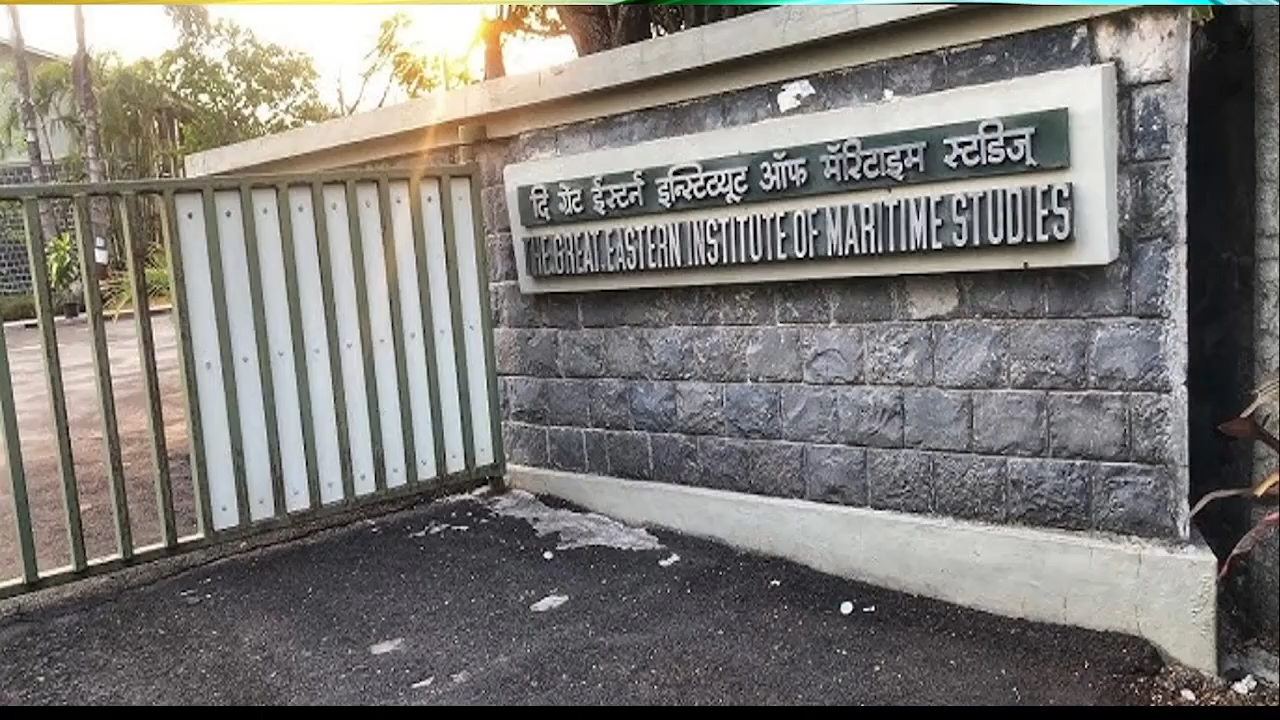 दि ग्रेट ईस्टर्न इन्स्टिट्यूट ऑफ मॅरिटाइम स्टडिज्
THE GREAT EASTERN INSTITUTE OF MARITIME STUDIES